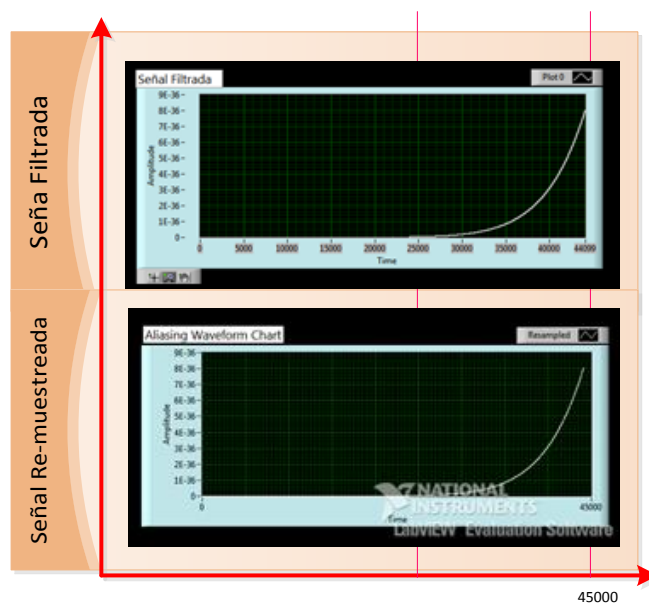 Seña Filtrada
Señal Filtrada
Plot 0
9E-36
8E-36
7E-36
6E-36
5E-36
4E-36
3E-36
2E-36
1E-36
0
Amplitude
0 5000 10000 15000 20000 25000 30000 35000 40000 44099
Time
Señal Re-muestreada
Aliasing Waveform Chart
Resampled
9E-36
8E-36
7E-36
6E-36
5E-36
4E-36
3E-36
2E-36
1E-36
0
Amplitude
0 45000
Time
NATIONAL
INSTRUMENTS
LabVIEW Evaluation Software
45000